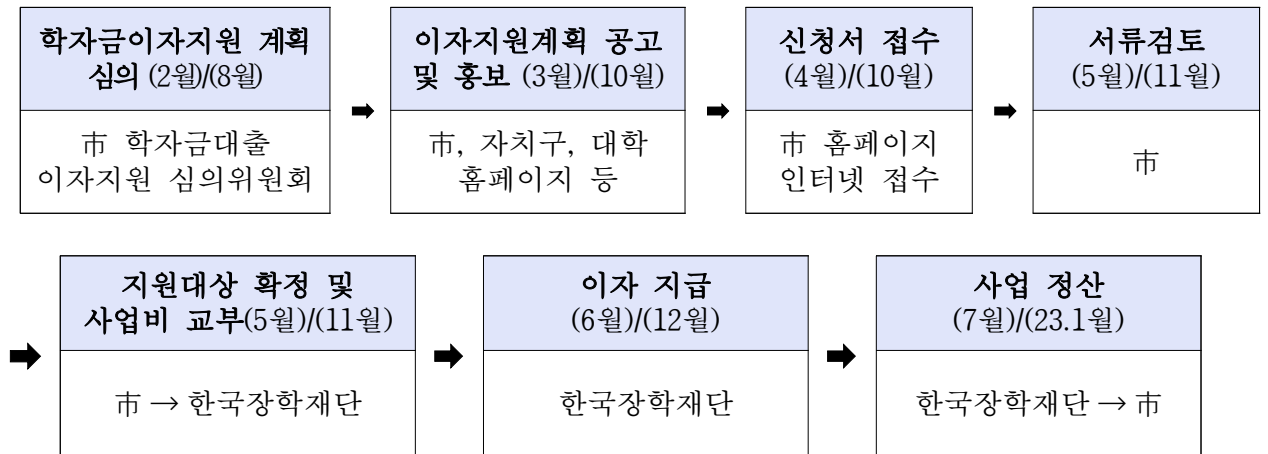 학자금이자지원 계획
심의 (2월)/(8월)
市 학자금대출
이자지원 심의위원회
➡
이자지원계획 공고
및 홍보 (3월)/(10월)
市, 자치구, 대학
홈페이지 등
➡
신청서 접수
(4월)/(10월)
市 홈페이지
인터넷 접수
➡
서류검토
(5월)/(11월)
市
➡
지원대상 확정 및
사업비 교부(5월)/(11월)
市 → 한국장학재단
➡
이자 지급
(6월)/(12월)
한국장학재단
➡
사업 정산
(7월)/(23.1월)
한국장학재단 → 市